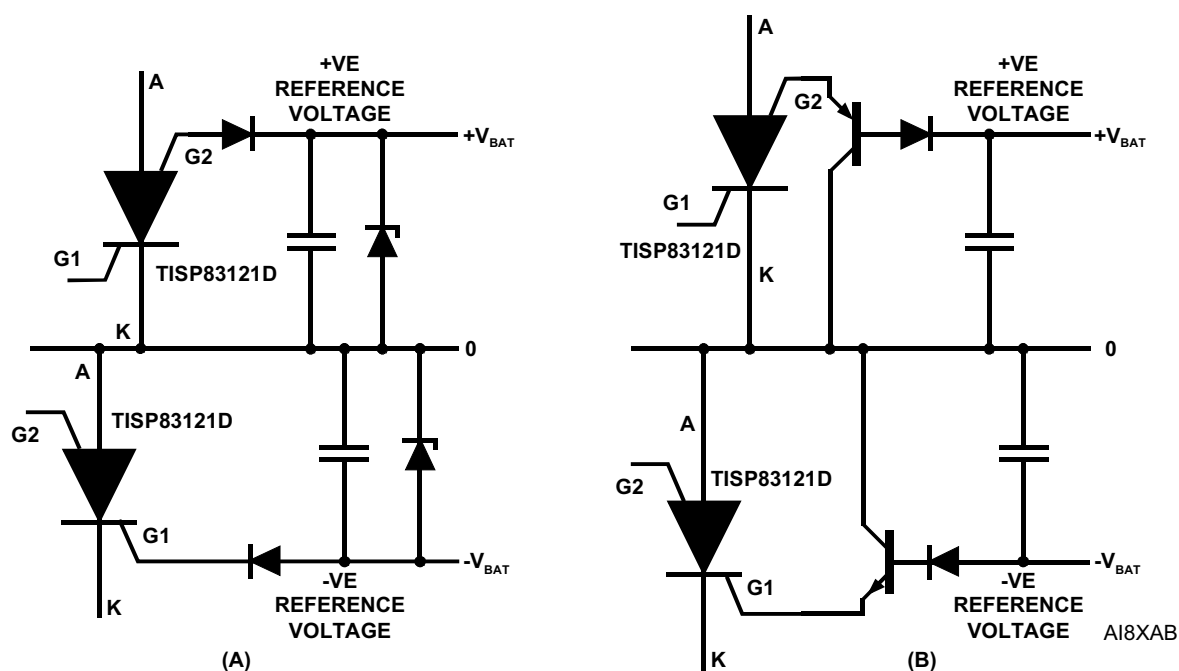 A
+VE
REFERENCE
VOLTAGE
G2
+VBAT
G1
TISP83121D
K
0
A
TISP83121D
G2
G1
-VBAT
K
-VE
REFERENCE
VOLTAGE
(A)
A
+VE
REFERENCE
VOLTAGE
G2
+VBAT
G1
TISP83121D
K
0
A
G2
TISP83121D
G1
-VBAT
-VE
REFERENCE
VOLTAGE
K
(B)
AI8XAB